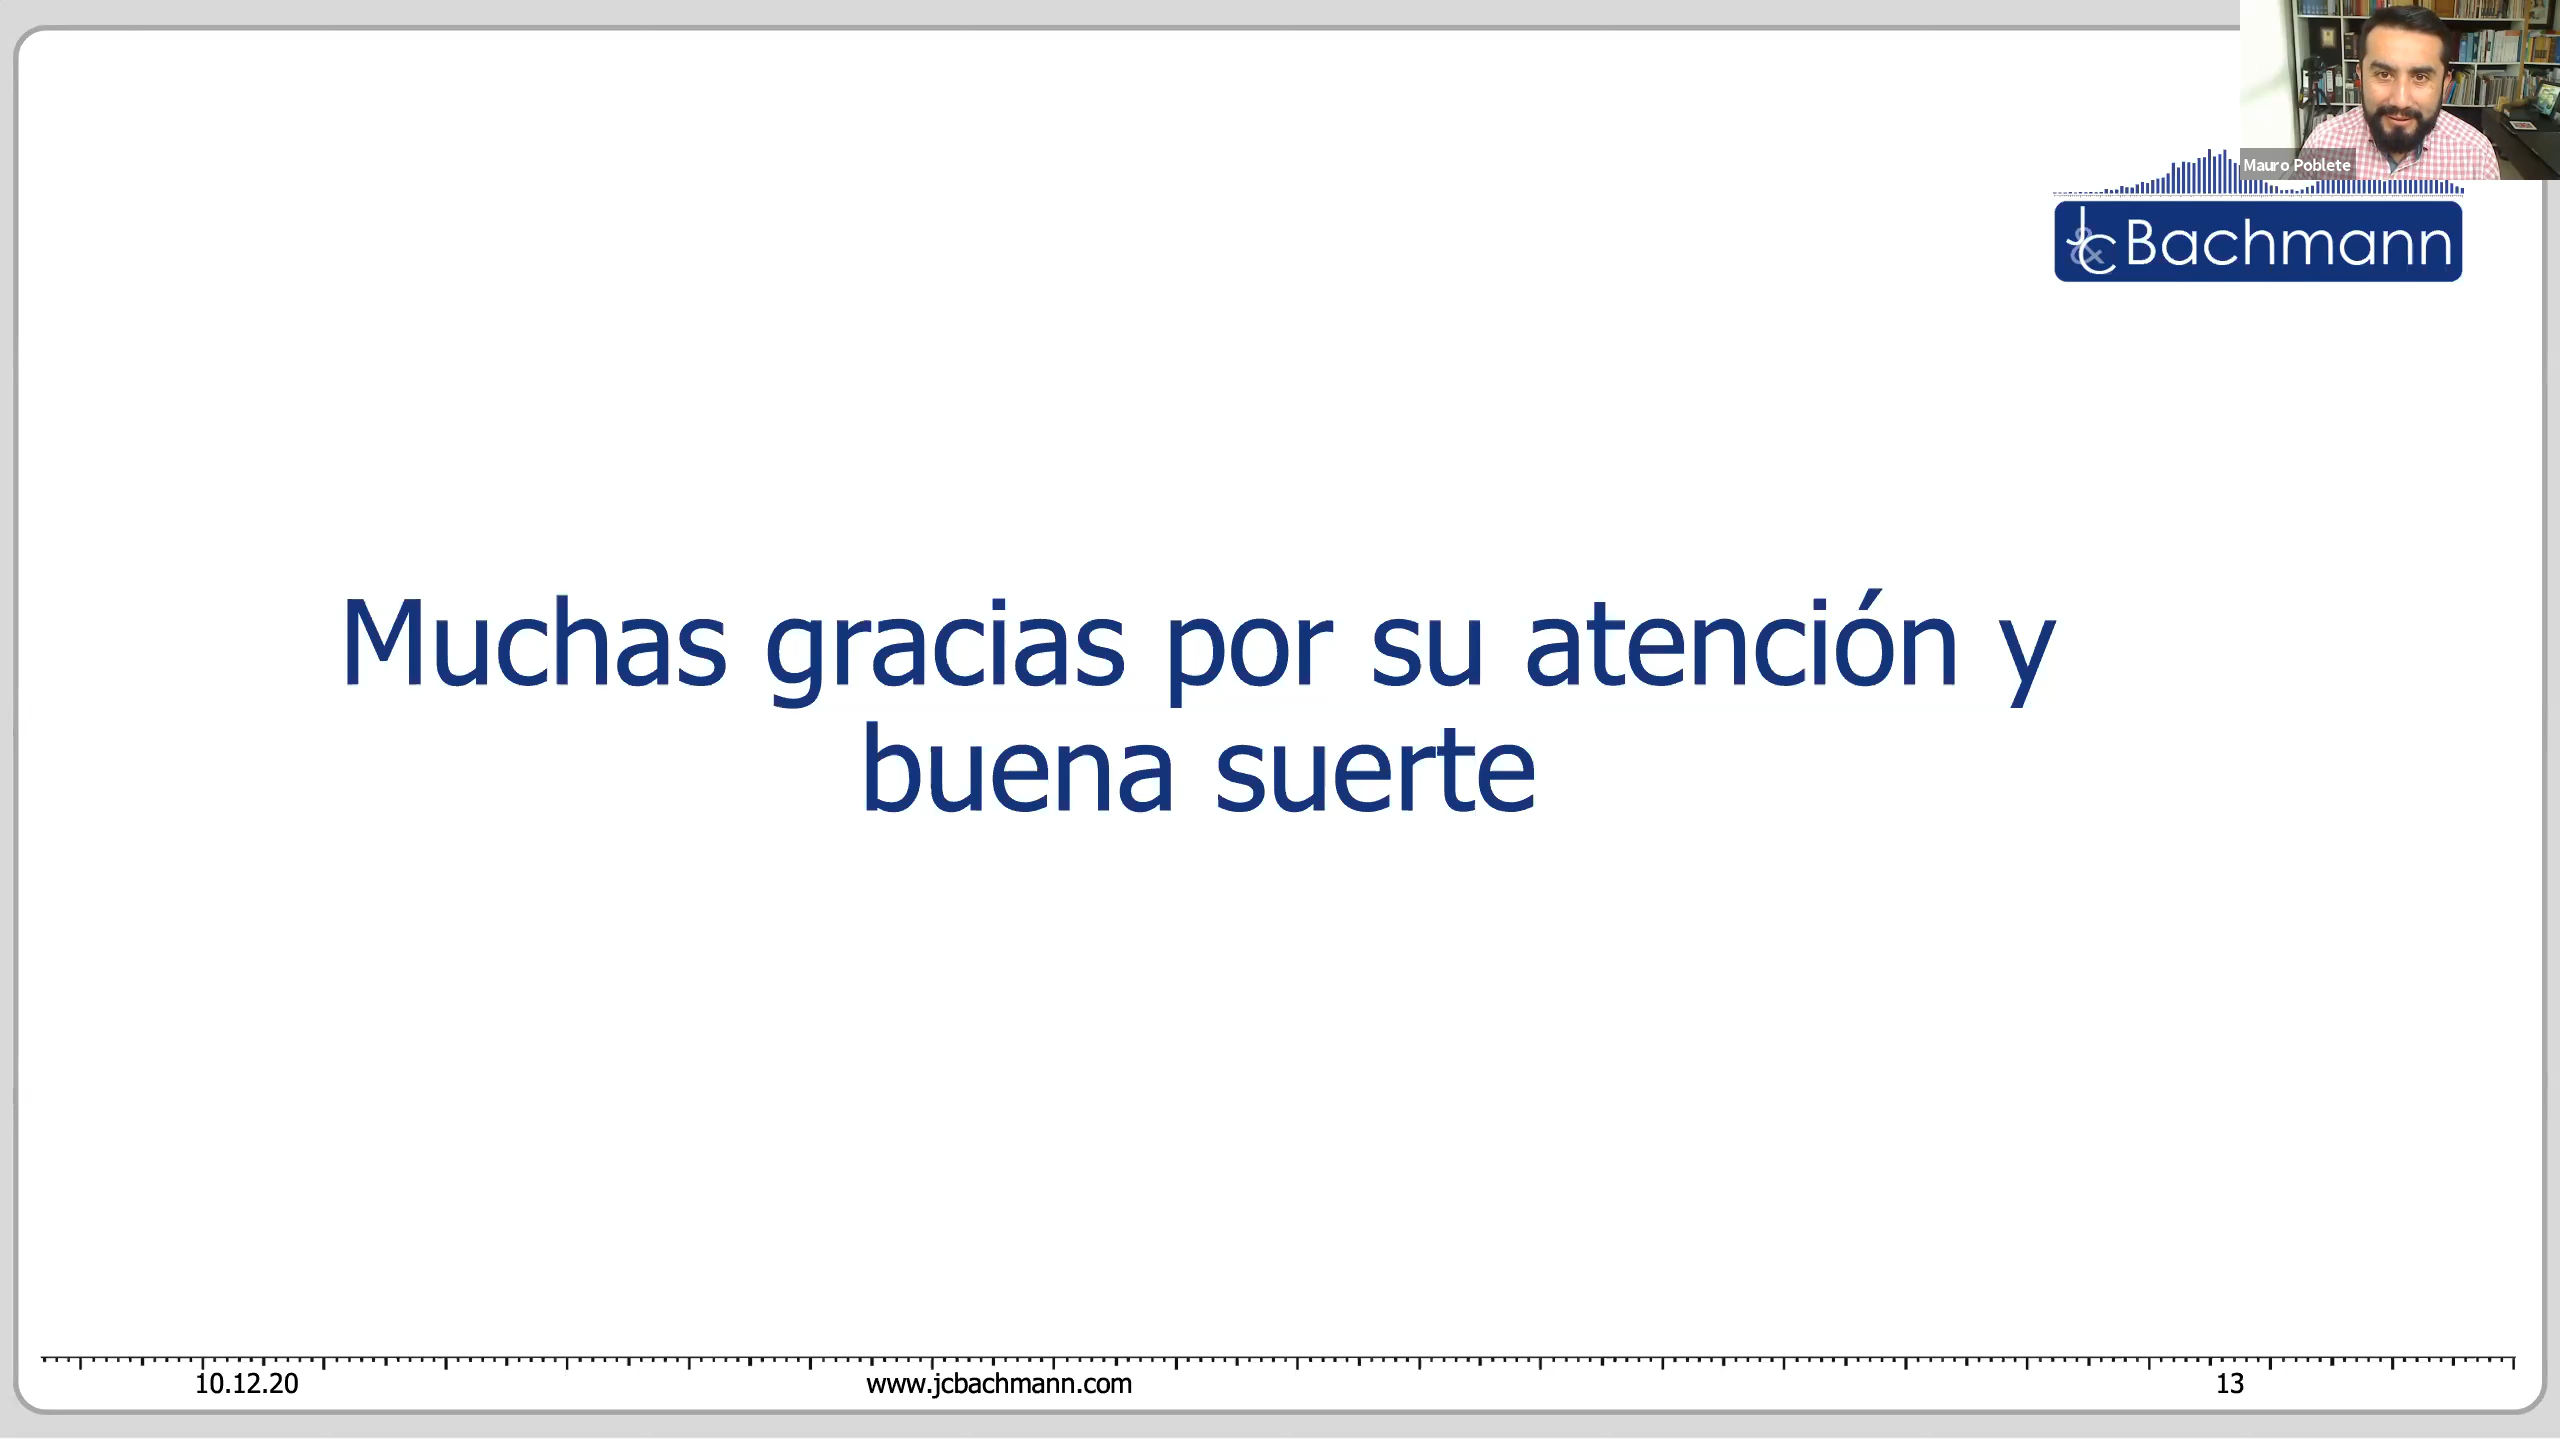 Mauro Poblete
J&C Bachmann
Muchas gracias por su atención y
buena suerte
10.12.20
www.jcbachmann.com
13